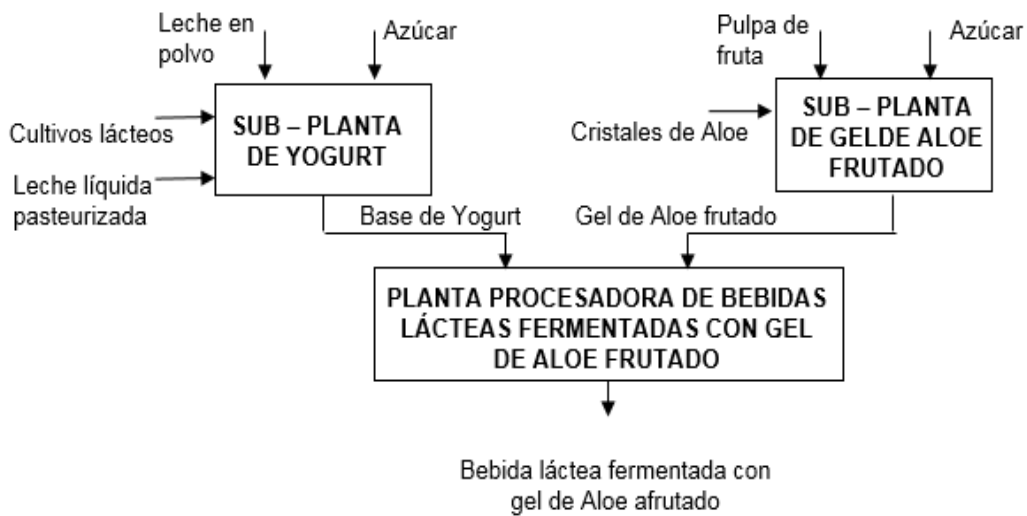 Leche en
polvo
Azúcar
Cultivos lácteos
Leche líquida
pasteurizada
SUB – PLANTA
DE YOGURT
Base de Yogurt
Pulpa de
fruta
Azúcar
Cristales de Aloe
SUB – PLANTA
DE GELDE ALOE
FRUTADO
Gel de Aloe frutado
PLANTA PROCESADORA DE BEBIDAS
LÁCTEAS FERMENTADAS CON GEL
DE ALOE FRUTADO
Bebida láctea fermentada con
gel de Aloe afrutado